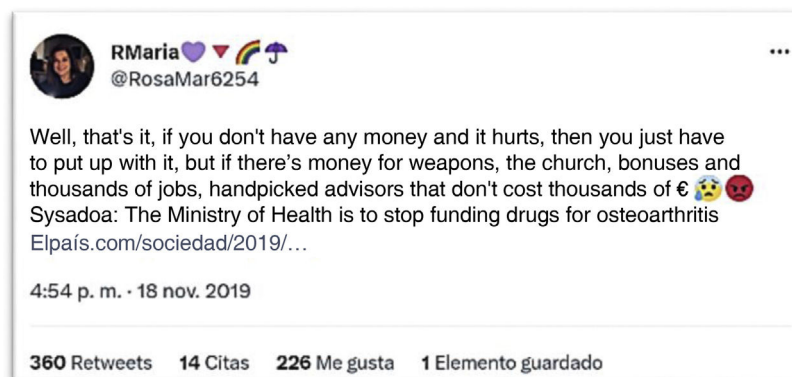 RMaria💜🔻🌈☂
@RosaMar6254
Well, that's it, if you don't have any money and it hurts, then you just have
to put up with it, but if there’s money for weapons, the church, bonuses and
thousands of jobs, handpicked advisors that don't cost thousands of € 😰😡
Sysadoa: The Ministry of Health is to stop funding drugs for osteoarthritis
Elpaís.com/sociedad/2019/…
4:54 p. m. · 18 nov. 2019
360 Retweets 14 Citas 226 Me gusta 1 Elemento guardado